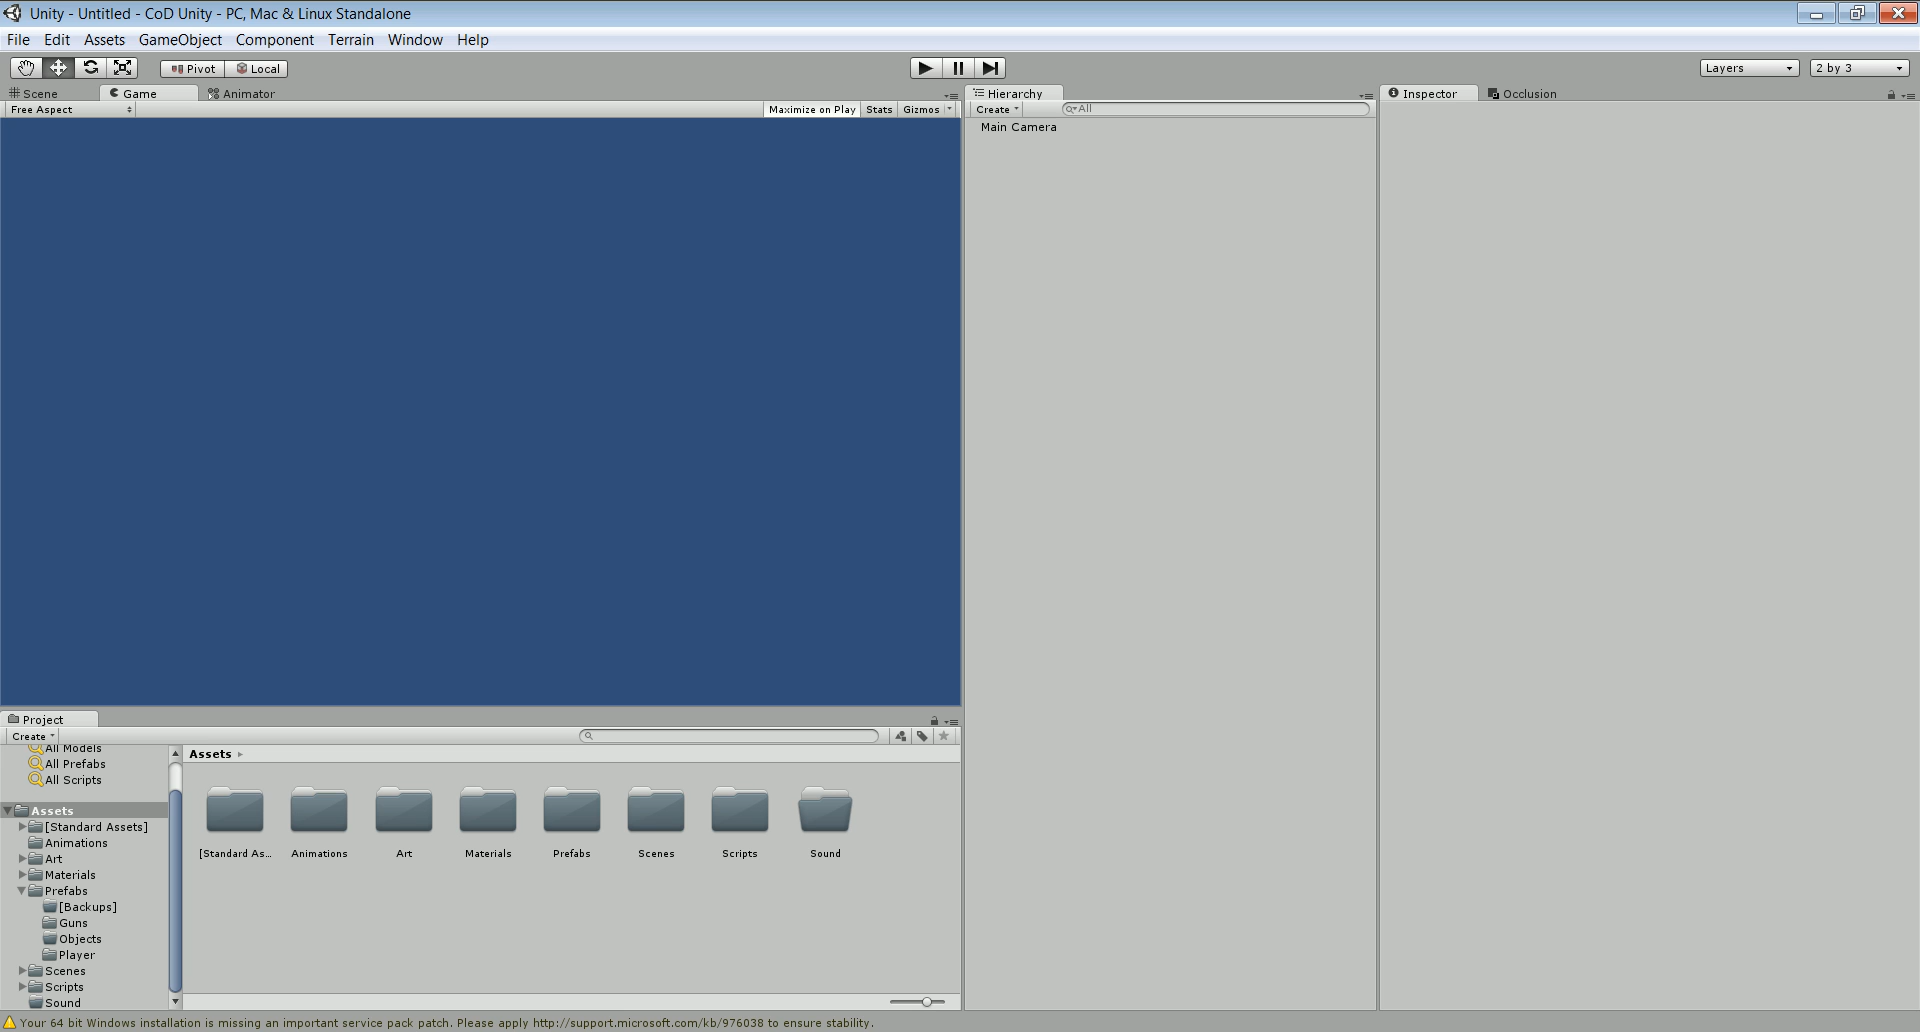 Unity - Untitled - CoD Unity - PC, Mac & Linux Standalone
File Edit Assets GameObject Component Terrain Window Help
Pivot Local Layers 2 by 3
Scene Game Animator Hierarchy Inspector Occlusion
Free Aspect Maximize on Play Stats Gizmos Create All
Main Camera
Project
Create
All Models
All Prefabs
All Scripts
Assets
[Standard Assets]
Animations
Art
Materials
Prefabs
[Backups]
Guns
Objects
Player
Scenes
Scripts
Sound
Assets
[Standard As... Animations Art Materials Prefabs Scenes Scripts Sound
Your 64 bit Windows installation is missing an important service pack patch. Please apply http://support.microsoft.com/kb/976038 to ensure stability.